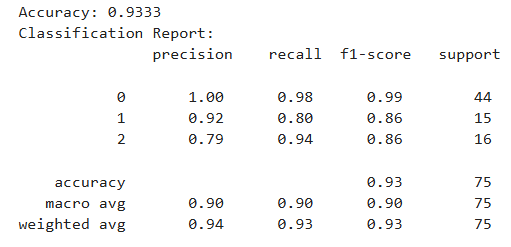 Accuracy: 0.9333
Classification Report:
precision recall f1-score support
0 1.00 0.98 0.99 44
1 0.92 0.80 0.86 15
2 0.79 0.94 0.86 16
accuracy 0.93 75
macro avg 0.90 0.90 0.90 75
weighted avg 0.94 0.93 0.93 75